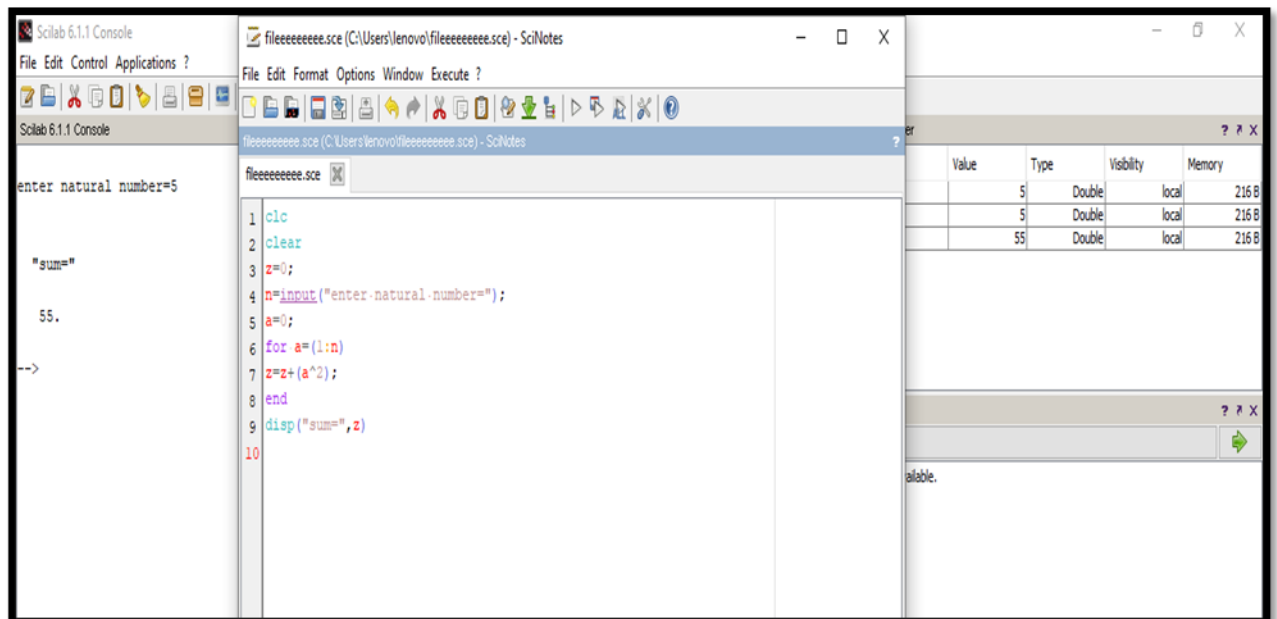 Scilab 6.1.1 Console
File Edit Control Applications ?
Scilab 6.1.1 Console
enter natural number=5
"sum="
55.
-->
fileeeeeeeee.sce (C:\Users\lenovo\fileeeeeeeee.sce) - SciNotes
File Edit Format Options Window Execute ?
fileeeeeeeee.sce (C:\Users\lenovo\fileeeeeeeee.sce) - SciNotes
fileeeeeeeee.sce
1 clc
2 clear
3 z=0;
4 n=input("enter natural number=");
5 a=0;
6 for a=(1:n)
7 z=z+(a^2);
8 end
9 disp("sum=",z)
10
er
Value Type Visibility Memory
5 Double local 216 B
5 Double local 216 B
55 Double local 216 B
ailable.